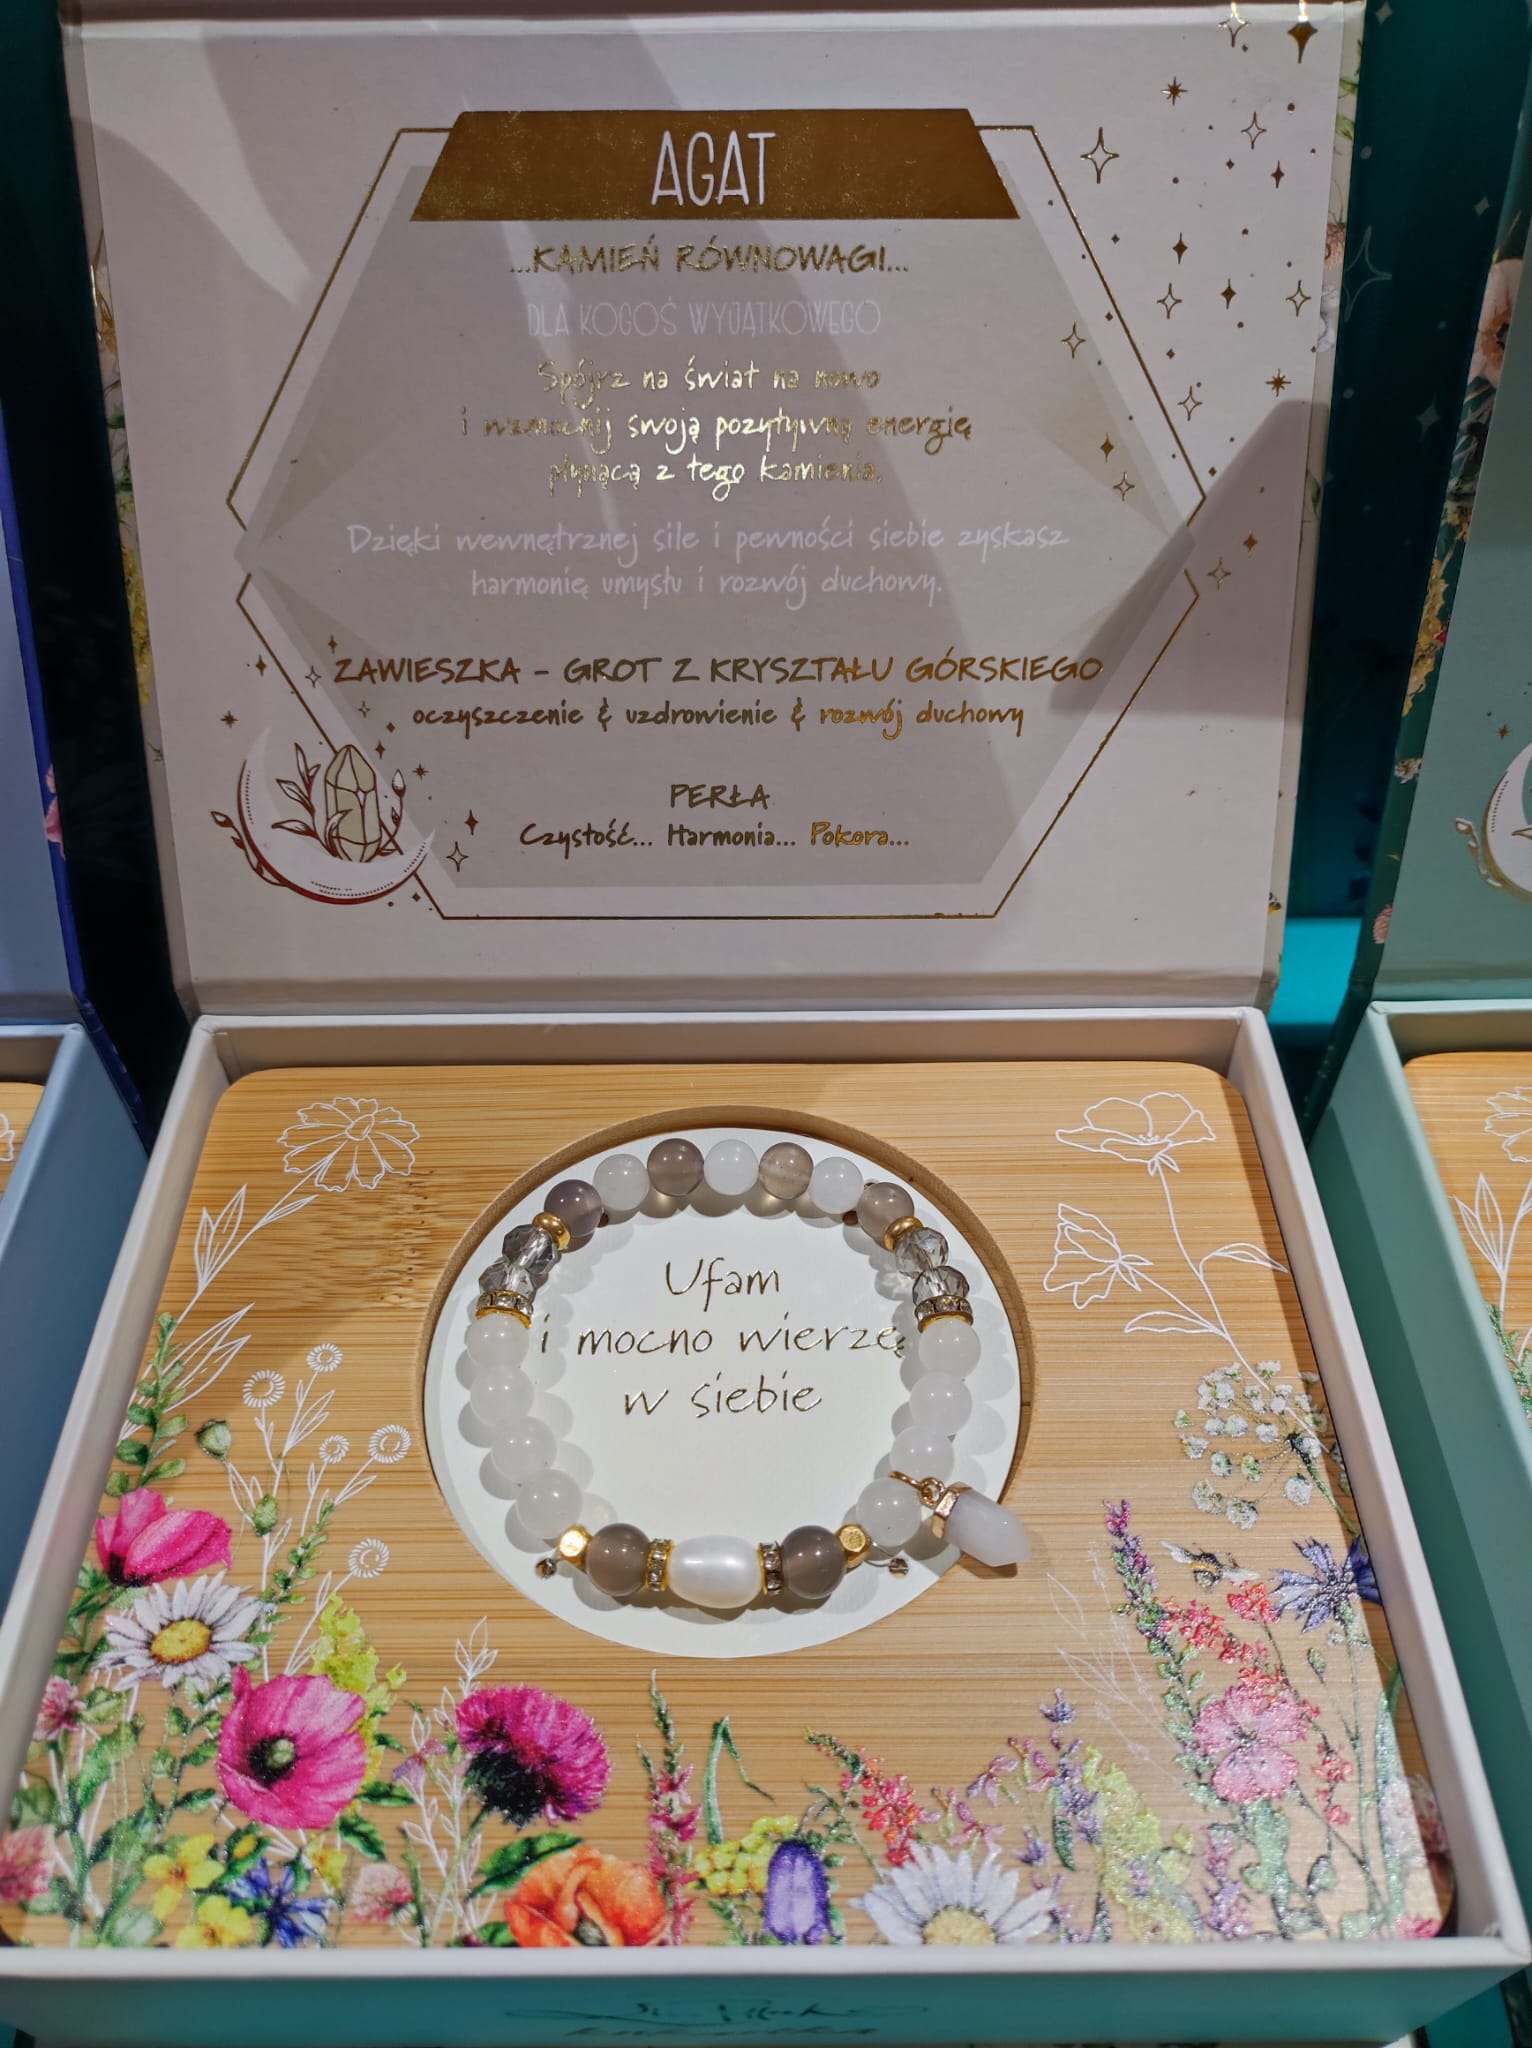 AGAT
...KAMIEŃ RÓWNOWAGI...
DLA KOGOŚ WYJĄTKOWEGO
Spójrz na świat na nowo
i wzmocnij swoją pozytywną energię
płynącą z tego kamienia.
Dzięki wewnętrznej sile i pewności siebie zyskasz
harmonię umysłu i rozwój duchowy.
ZAWIESZKA - GROT Z KRYSZTAŁU GÓRSKIEGO
oczyszczenie & uzdrowienie & rozwój duchowy
PERŁA
Czystość... Harmonia... Pokora...
Ufam
i mocno wierzę
w siebie